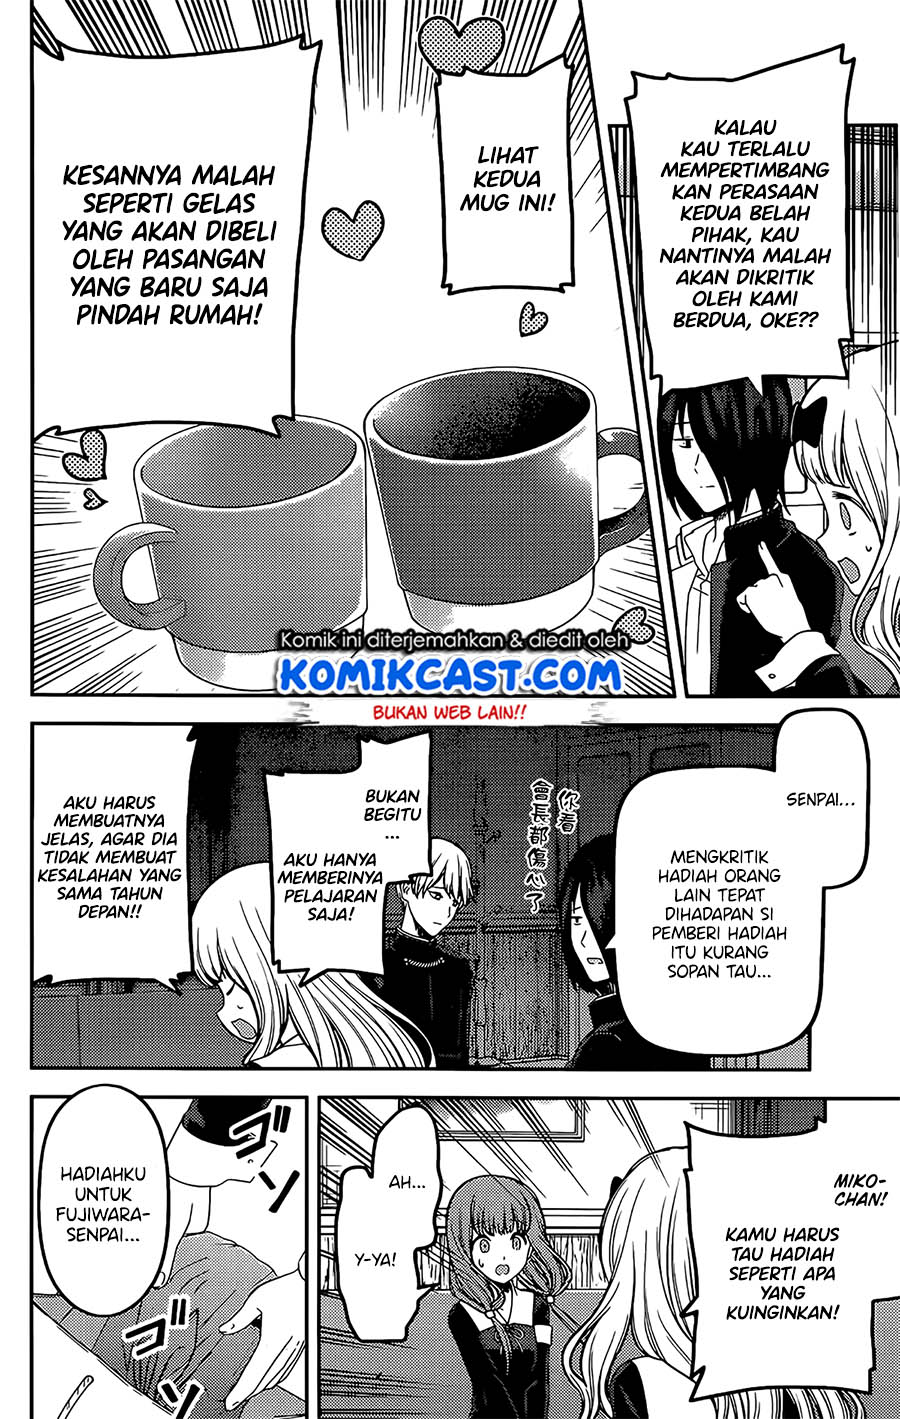 KALAU
KAU TERLALU
MEMPERTIMBANG
KAN PERASAAN
KEDUA BELAH
PIHAK, KAU
NANTINYA MALAH
AKAN DIKRITIK
OLEH KAMI
BERDUA, OKE??
LIHAT
KEDUA
MUG INI!
KESANNYA MALAH
SEPERTI GELAS
YANG AKAN DIBELI
OLEH PASANGAN
YANG BARU SAJA
PINDAH RUMAH!
Komik ini diterjemahkan & diedit oleh
KOMIKCAST.COM
BUKAN WEB LAIN!!
SENPAI...
MENGKRITIK
HADIAH ORANG
LAIN TEPAT
DIHADAPAN SI
PEMBERI HADIAH
ITU KURANG
SOPAN TAU...
你看
會長都傷心了
BUKAN
BEGITU
...
AKU HANYA
MEMBERINYA
PELAJARAN
SAJA!
AKU HARUS
MEMBUATNYA
JELAS, AGAR DIA
TIDAK MEMBUAT
KESALAHAN YANG
SAMA TAHUN
DEPAN!!
MIKO-
CHAN!
KAMU HARUS
TAU HADIAH
SEPERTI APA
YANG
KUINGINKAN!
AH...
Y-YA!
HADIAHKU
UNTUK
FUJIWARA-
SENPAI...
ゴソ
ゴソ